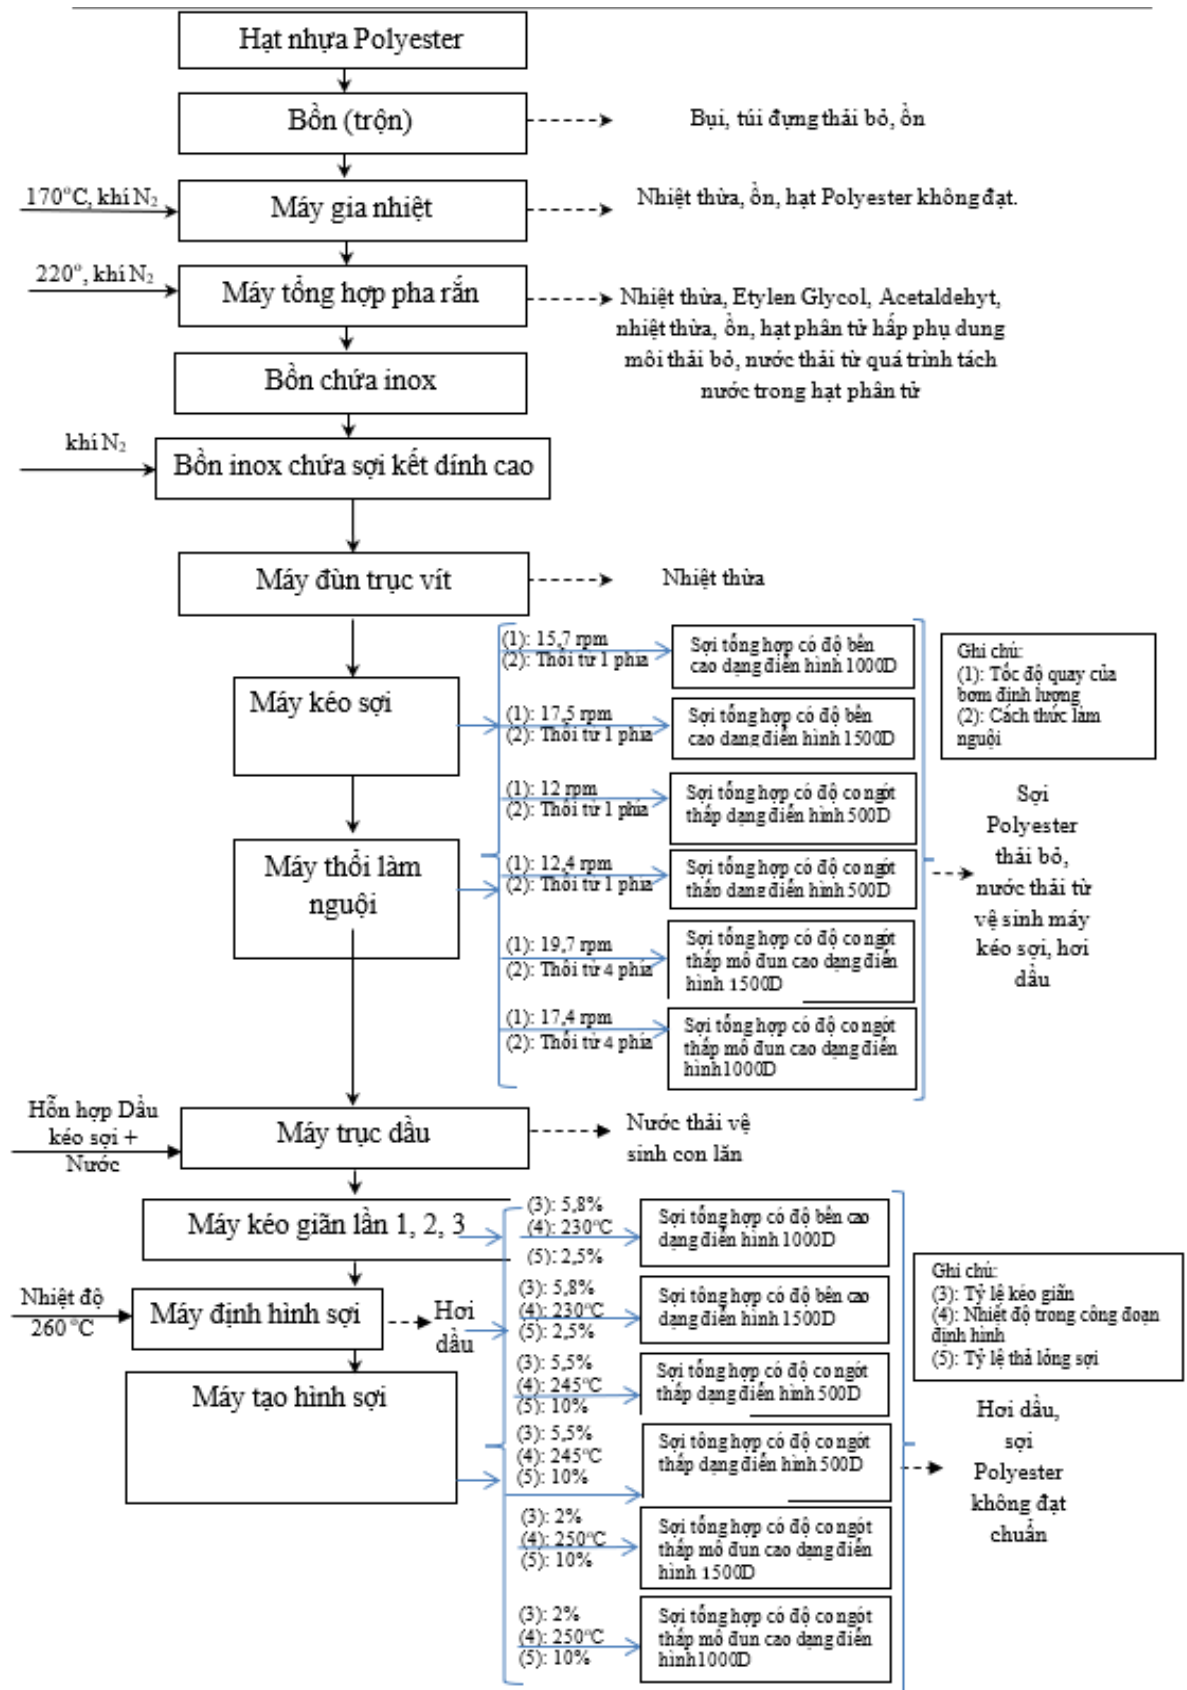 Hạt nhựa Polyester
Bồn (trộn)
Bụi, túi đựng thải bỏ, ồn
170°C, khí N₂
Máy gia nhiệt
Nhiệt thừa, ồn, hạt Polyester không đạt.
220°, khí N₂
Máy tổng hợp pha rắn
Nhiệt thừa, Etylen Glycol, Acetaldehyt,
nhiệt thừa, ồn, hạt phân tử hấp phụ dung
môi thải bỏ, nước thải từ quá trình tách
nước trong hạt phân tử
Bồn chứa inox
khí N₂
Bồn inox chứa sợi kết dính cao
Máy đùn trục vít
Nhiệt thừa
Máy kéo sợi
Máy thổi làm
nguội
(1): 15,7 rpm
(2): Thổi từ 1 phía
Sợi tổng hợp có độ bền
cao dạng điển hình 1000D
(1): 17,5 rpm
(2): Thổi từ 1 phía
Sợi tổng hợp có độ bền
cao dạng điển hình 1500D
(1): 12 rpm
(2): Thổi từ 1 phía
Sợi tổng hợp có độ co ngót
thấp dạng điển hình 500D
(1): 12,4 rpm
(2): Thổi từ 1 phía
Sợi tổng hợp có độ co ngót
thấp dạng điển hình 500D
(1): 19,7 rpm
(2): Thổi từ 4 phía
Sợi tổng hợp có độ co ngót
thấp mô đun cao dạng điển
hình 1500D
(1): 17,4 rpm
(2): Thổi từ 4 phía
Sợi tổng hợp có độ co ngót
thấp mô đun cao dạng điển
hình 1000D
Ghi chú:
(1): Tốc độ quay của
bơm định lượng
(2): Cách thức làm
nguội
Sợi
Polyester
thải bỏ,
nước thải từ
vệ sinh máy
kéo sợi, hơi
dầu
Hỗn hợp Dầu
kéo sợi +
Nước
Máy trục dầu
Nước thải vệ
sinh con lăn
Máy kéo giãn lần 1, 2, 3
Nhiệt độ
260 °C
Máy định hình sợi
Hơi
dầu
Máy tạo hình sợi
(3): 5,8%
(4): 230°C
(5): 2,5%
Sợi tổng hợp có độ bền cao
dạng điển hình 1000D
(3): 5,8%
(4): 230°C
(5): 2,5%
Sợi tổng hợp có độ bền cao
dạng điển hình 1500D
(3): 5,5%
(4): 245°C
(5): 10%
Sợi tổng hợp có độ co ngót
thấp dạng điển hình 500D
(3): 5,5%
(4): 245°C
(5): 10%
Sợi tông hợp có độ co ngót
thấp dạng điển hình 500D
(3): 2%
(4): 250°C
(5): 10%
Sợi tổng hợp có độ co ngót
thấp mô đun cao dạng điển
hình 1500D
(3): 2%
(4): 250°C
(5): 10%
Sợi tổng hợp có độ co ngót
thấp mô đun cao dạng điển
hình 1000D
Ghi chú:
(3): Tỷ lệ kéo giãn
(4): Nhiệt độ trong công đoạn
định hình
(5): Tỷ lệ thả lỏng sợi
Hơi dầu,
sợi
Polyester
không đạt
chuẩn